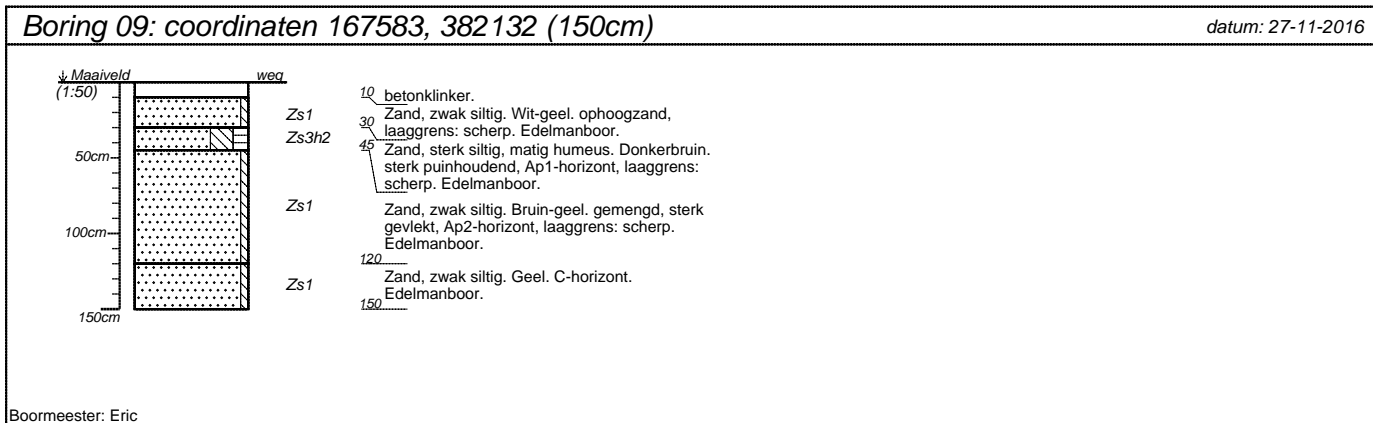 Boring 09: coordinaten 167583, 382132 (150cm)
datum: 27-11-2016
Maaiveld
weg
(1:50)
10 betonklinker.
Zs1
Zand, zwak siltig. Wit-geel. ophoogzand,
30 laaggrens: scherp. Edelmanboor.
Zs3h2
45 Zand, sterk siltig, matig humeus. Donkerbruin.
50cm
sterk puinhoudend, Ap1-horizont, laaggrens:
scherp. Edelmanboor.
Zs1
Zand, zwak siltig. Bruin-geel. gemengd, sterk
gevlekt, Ap2-horizont, laaggrens: scherp.
100cm
Edelmanboor.
120
Zs1
Zand, zwak siltig. Geel. C-horizont.
Edelmanboor.
150
150cm
Boormeester: Eric